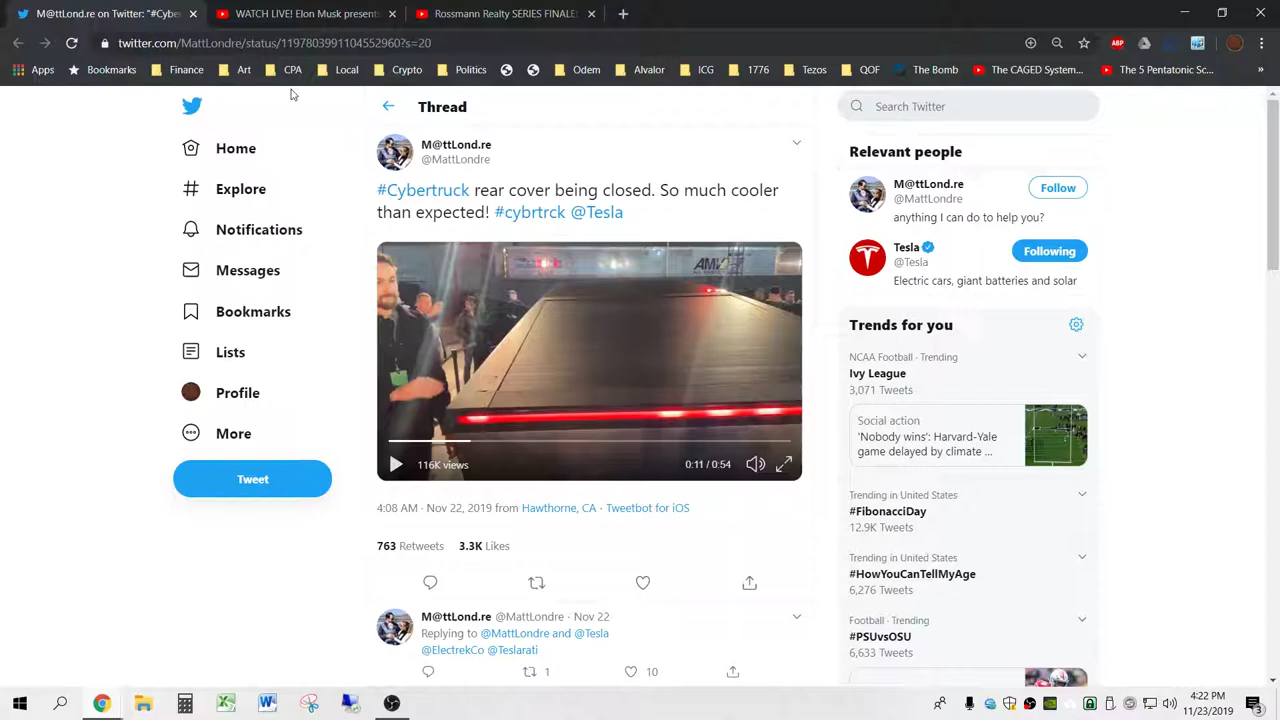 M@ttLond.re on Twitter: "#Cybe
WATCH LIVE! Elon Musk present
Rossmann Realty SERIES FINALE
twitter.com/MattLondre/status/1197803991104552960?s=20
ABP
Apps
Bookmarks
Finance
Art
CPA
Local
Crypto
Politics
Odem
Alvalor
ICG
1776
Tezos
QOF
The Bomb
The CAGED System...
The 5 Pentatonic Sc...
Home
Explore
Notifications
Messages
Bookmarks
Lists
Profile
More
Tweet
Thread
M@ttLond.re
@MattLondre
#Cybertruck rear cover being closed. So much cooler
than expected! #cybrtrck @Tesla
116K views
0:11 / 0:54
4:08 AM · Nov 22, 2019 from Hawthorne, CA · Tweetbot for iOS
763 Retweets 3.3K Likes
M@ttLond.re @MattLondre · Nov 22
Replying to @MattLondre and @Tesla
@ElectrekCo @Teslarati
1
10
Search Twitter
Relevant people
M@ttLond.re
@MattLondre
Follow
anything I can do to help you?
Tesla
@Tesla
Following
Electric cars, giant batteries and solar
Trends for you
NCAA Football · Trending
Ivy League
3,071 Tweets
Social action
'Nobody wins': Harvard-Yale
game delayed by climate ...
Trending in United States
#FibonacciDay
12.9K Tweets
Trending in United States
#HowYouCanTellMyAge
6,276 Tweets
Football · Trending
#PSUvsOSU
6,633 Tweets
4:22 PM
11/23/2019
3